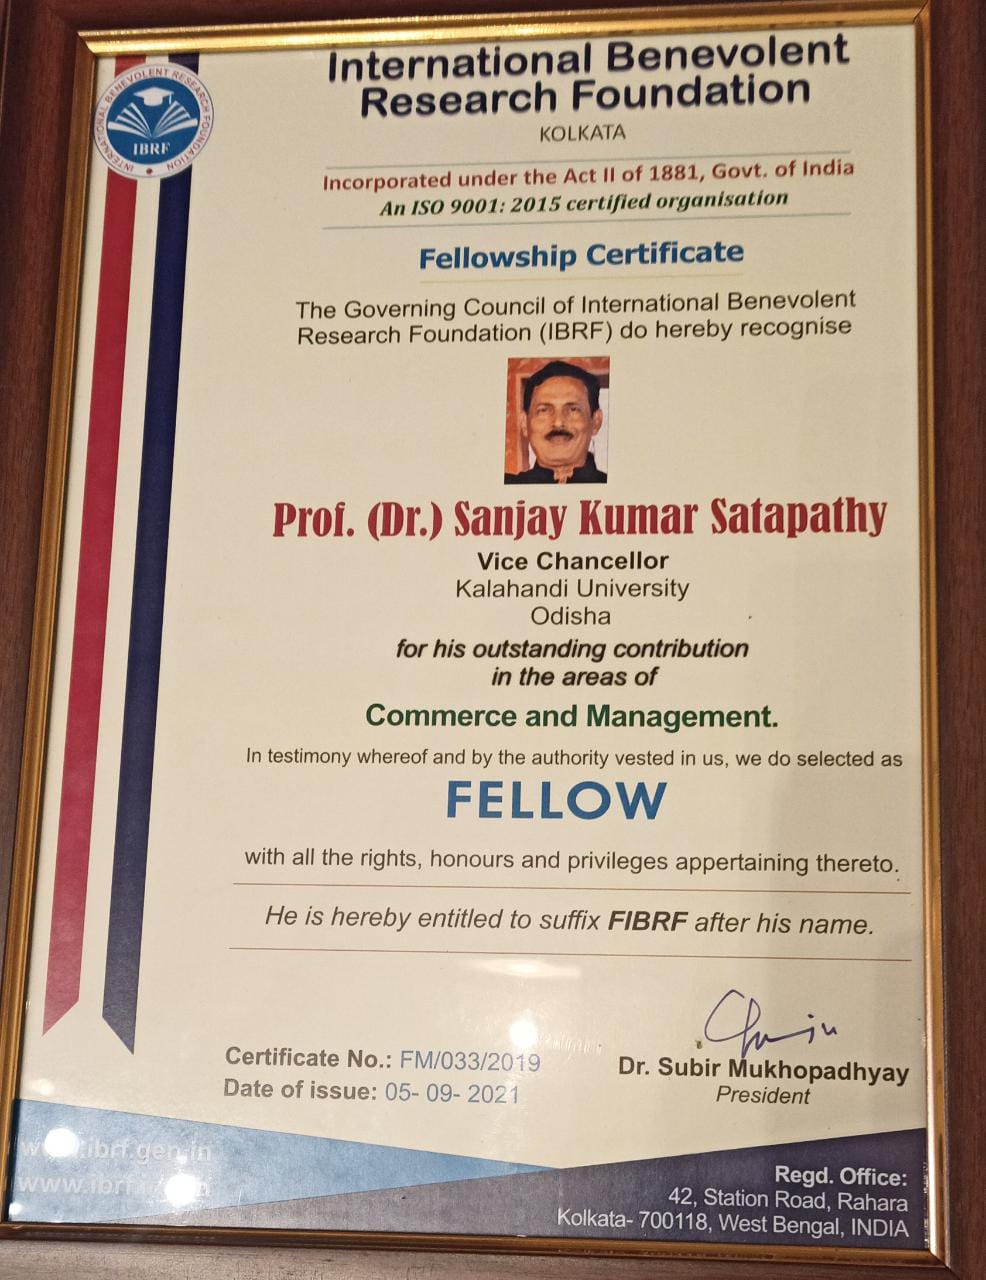 International Benevolent
Research Foundation
KOLKATA
INTERNATIONAL BENEVOLENT RESEARCH FOUNDATION
IBRF
Incorporated under the Act II of 1881, Govt. of India
An ISO 9001: 2015 certified organisation
Fellowship Certificate
The Governing Council of International Benevolent
Research Foundation (IBRF) do hereby recognise
Prof. (Dr.) Sanjay Kumar Satapathy
Vice Chancellor
Kalahandi University
Odisha
for his outstanding contribution
in the areas of
Commerce and Management.
In testimony whereof and by the authority vested in us, we do selected as
FELLOW
with all the rights, honours and privileges appertaining thereto.
He is hereby entitled to suffix FIBRF after his name.
Certificate No.: FM/033/2019
Date of issue: 05- 09- 2021
Dr. Subir Mukhopadhyay
President
Regd. Office:
42, Station Road, Rahara
Kolkata- 700118, West Bengal, INDIA